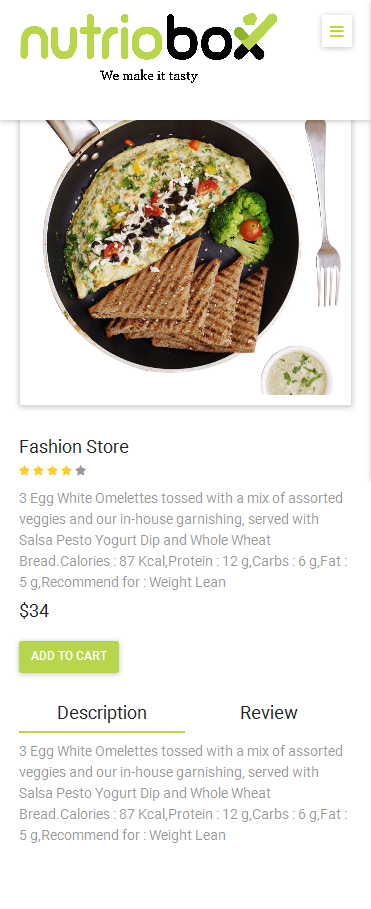 nutriobox
We make it tasty
Fashion Store
3 Egg White Omelettes tossed with a mix of assorted
veggies and our in-house garnishing, served with
Salsa Pesto Yogurt Dip and Whole Wheat
Bread.Calories : 87 Kcal,Protein : 12 g,Carbs : 6 g,Fat :
5 g,Recommend for : Weight Lean
$34
ADD TO CART
Description Review
3 Egg White Omelettes tossed with a mix of assorted
veggies and our in-house garnishing, served with
Salsa Pesto Yogurt Dip and Whole Wheat
Bread.Calories : 87 Kcal,Protein : 12 g,Carbs : 6 g,Fat :
5 g,Recommend for : Weight Lean